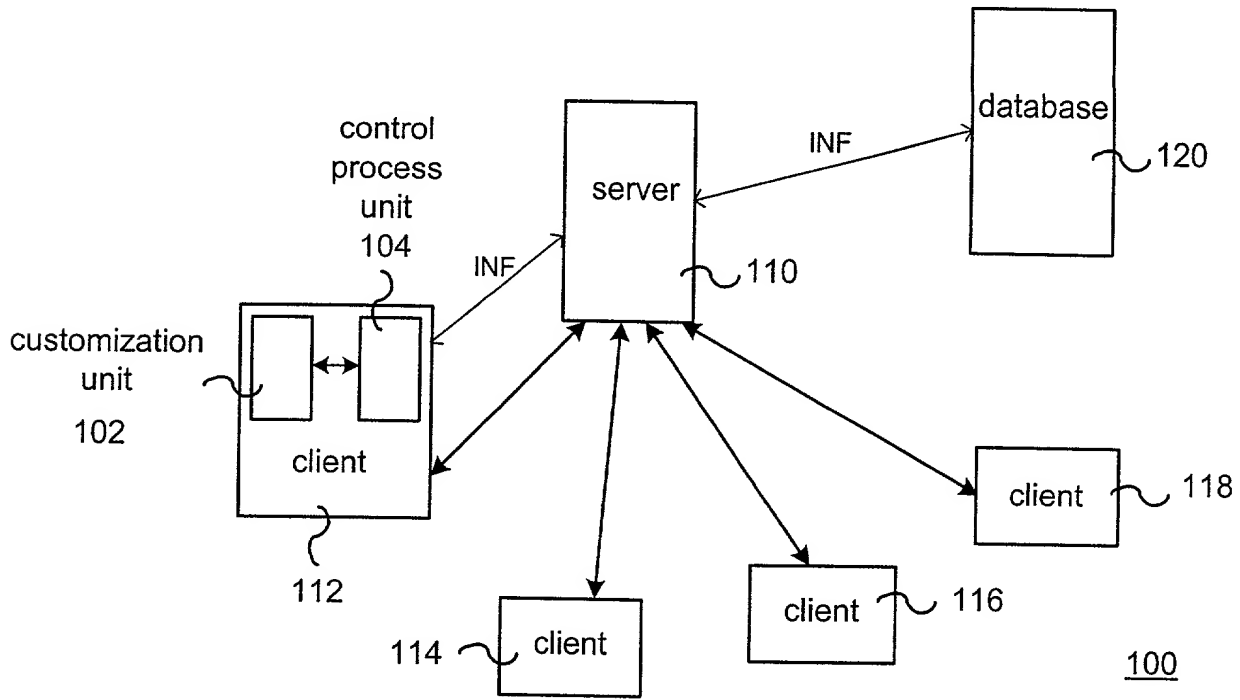 database
120
INF
server
110
control
process
unit
104
INF
customization
unit
102
client
112
client
118
client
116
client
114
100